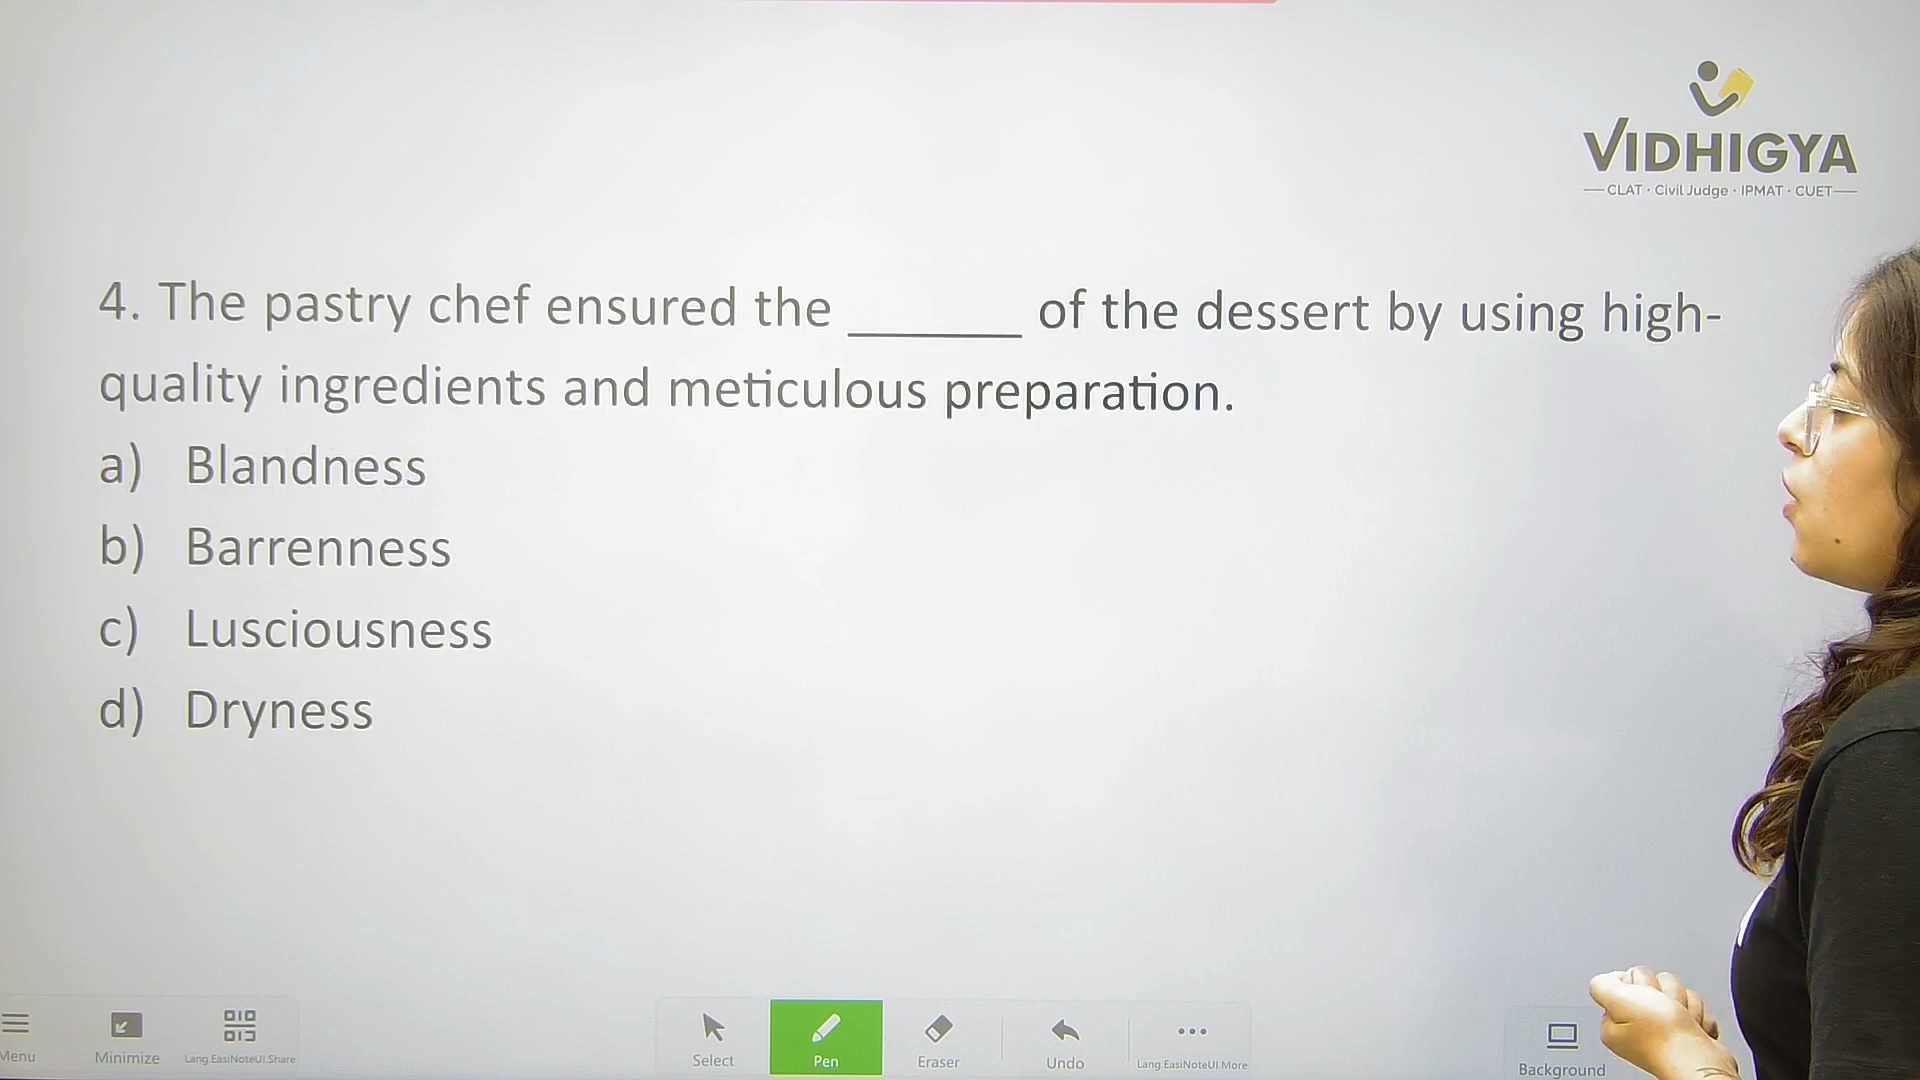 VIDHIGYA
CLAT · Civil Judge · IPMAT · CUET
4. The pastry chef ensured the ______ of the dessert by using high-
quality ingredients and meticulous preparation.
a) Blandness
b) Barrenness
c) Lusciousness
d) Dryness
Menu
Minimize
Lang.EasiNoteUI.Share
Select
Pen
Eraser
Undo
Lang.EasiNoteUI.More
Background